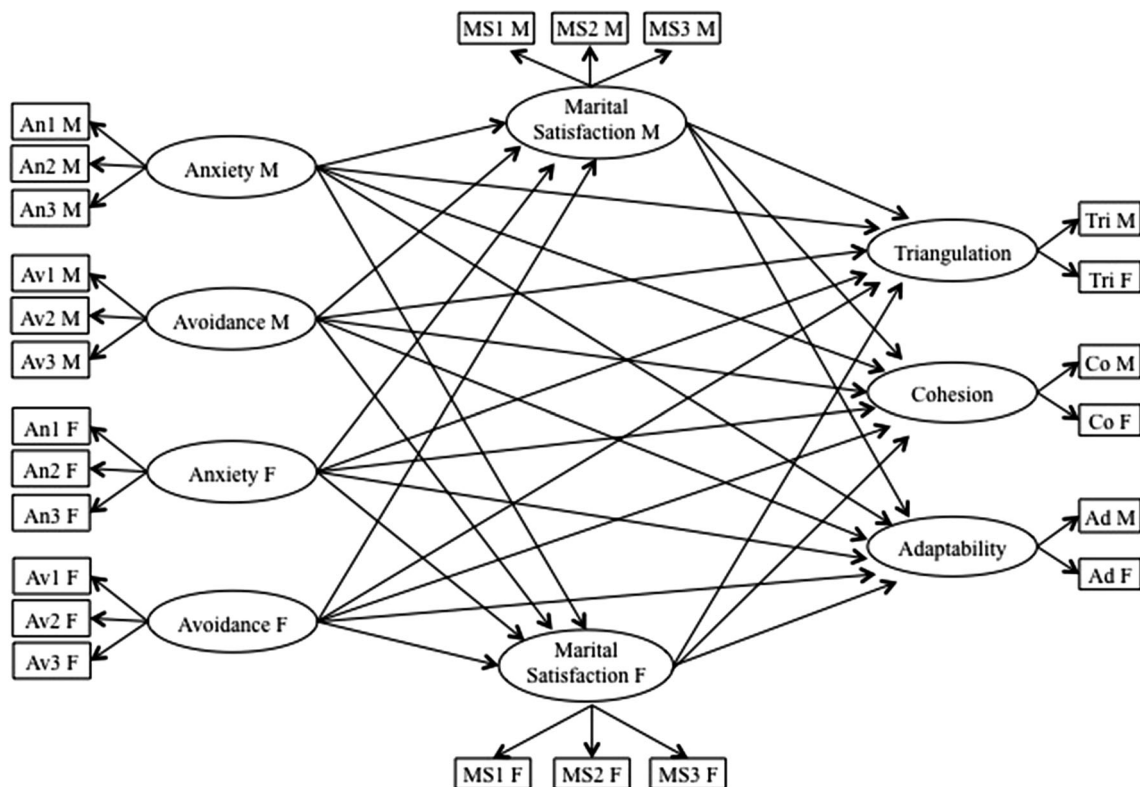 MS1 M
MS2 M
MS3 M
Marital
Satisfaction M
An1 M
An2 M
An3 M
Anxiety M
Av1 M
Av2 M
Av3 M
Avoidance M
An1 F
An2 F
An3 F
Anxiety F
Av1 F
Av2 F
Av3 F
Avoidance F
Triangulation
Tri M
Tri F
Cohesion
Co M
Co F
Adaptability
Ad M
Ad F
Marital
Satisfaction F
MS1 F
MS2 F
MS3 F